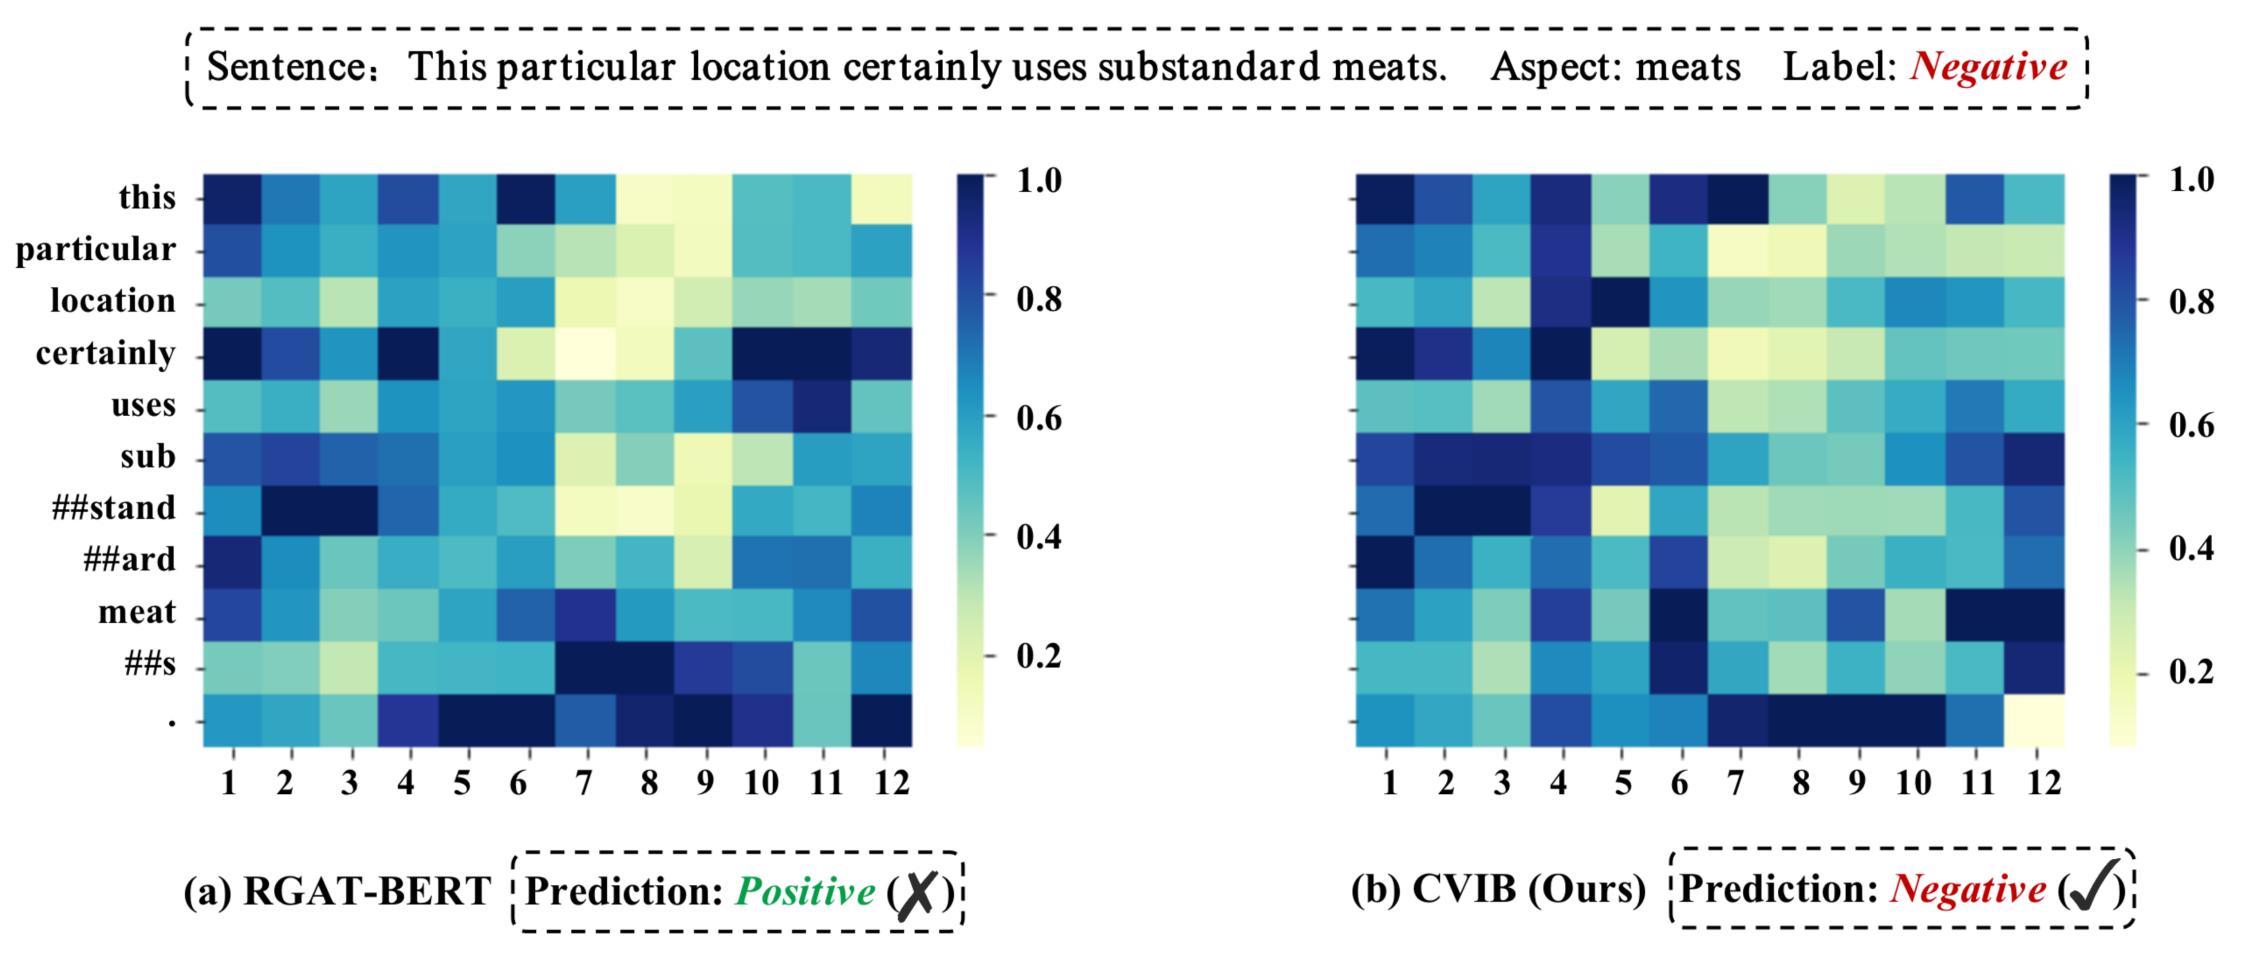 Sentence: This particular location certainly uses substandard meats. Aspect: meats Label: Negative
this
particular
location
certainly
uses
sub
##stand
##ard
meat
##s
.
1 2 3 4 5 6 7 8 9 10 11 12
1.0
0.8
0.6
0.4
0.2
1 2 3 4 5 6 7 8 9 10 11 12
1.0
0.8
0.6
0.4
0.2
(a) RGAT-BERT Prediction: Positive (✗)
(b) CVIB (Ours) Prediction: Negative (✓)